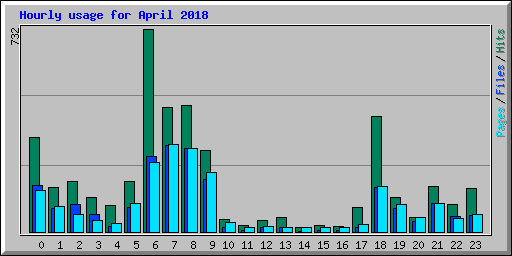 Hourly usage for April 2018
732
Pages / Files / Hits
0 1 2 3 4 5 6 7 8 9 10 11 12 13 14 15 16 17 18 19 20 21 22 23